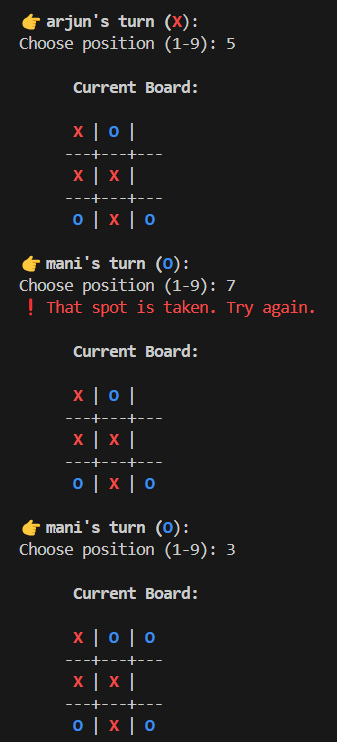 👉 arjun's turn (X):
Choose position (1-9): 5
Current Board:
X | O |
---+---+---
X | X |
---+---+---
O | X | O
👉 mani's turn (O):
Choose position (1-9): 7
❗ That spot is taken. Try again.
Current Board:
X | O |
---+---+---
X | X |
---+---+---
O | X | O
👉 mani's turn (O):
Choose position (1-9): 3
Current Board:
X | O | O
---+---+---
X | X |
---+---+---
O | X | O